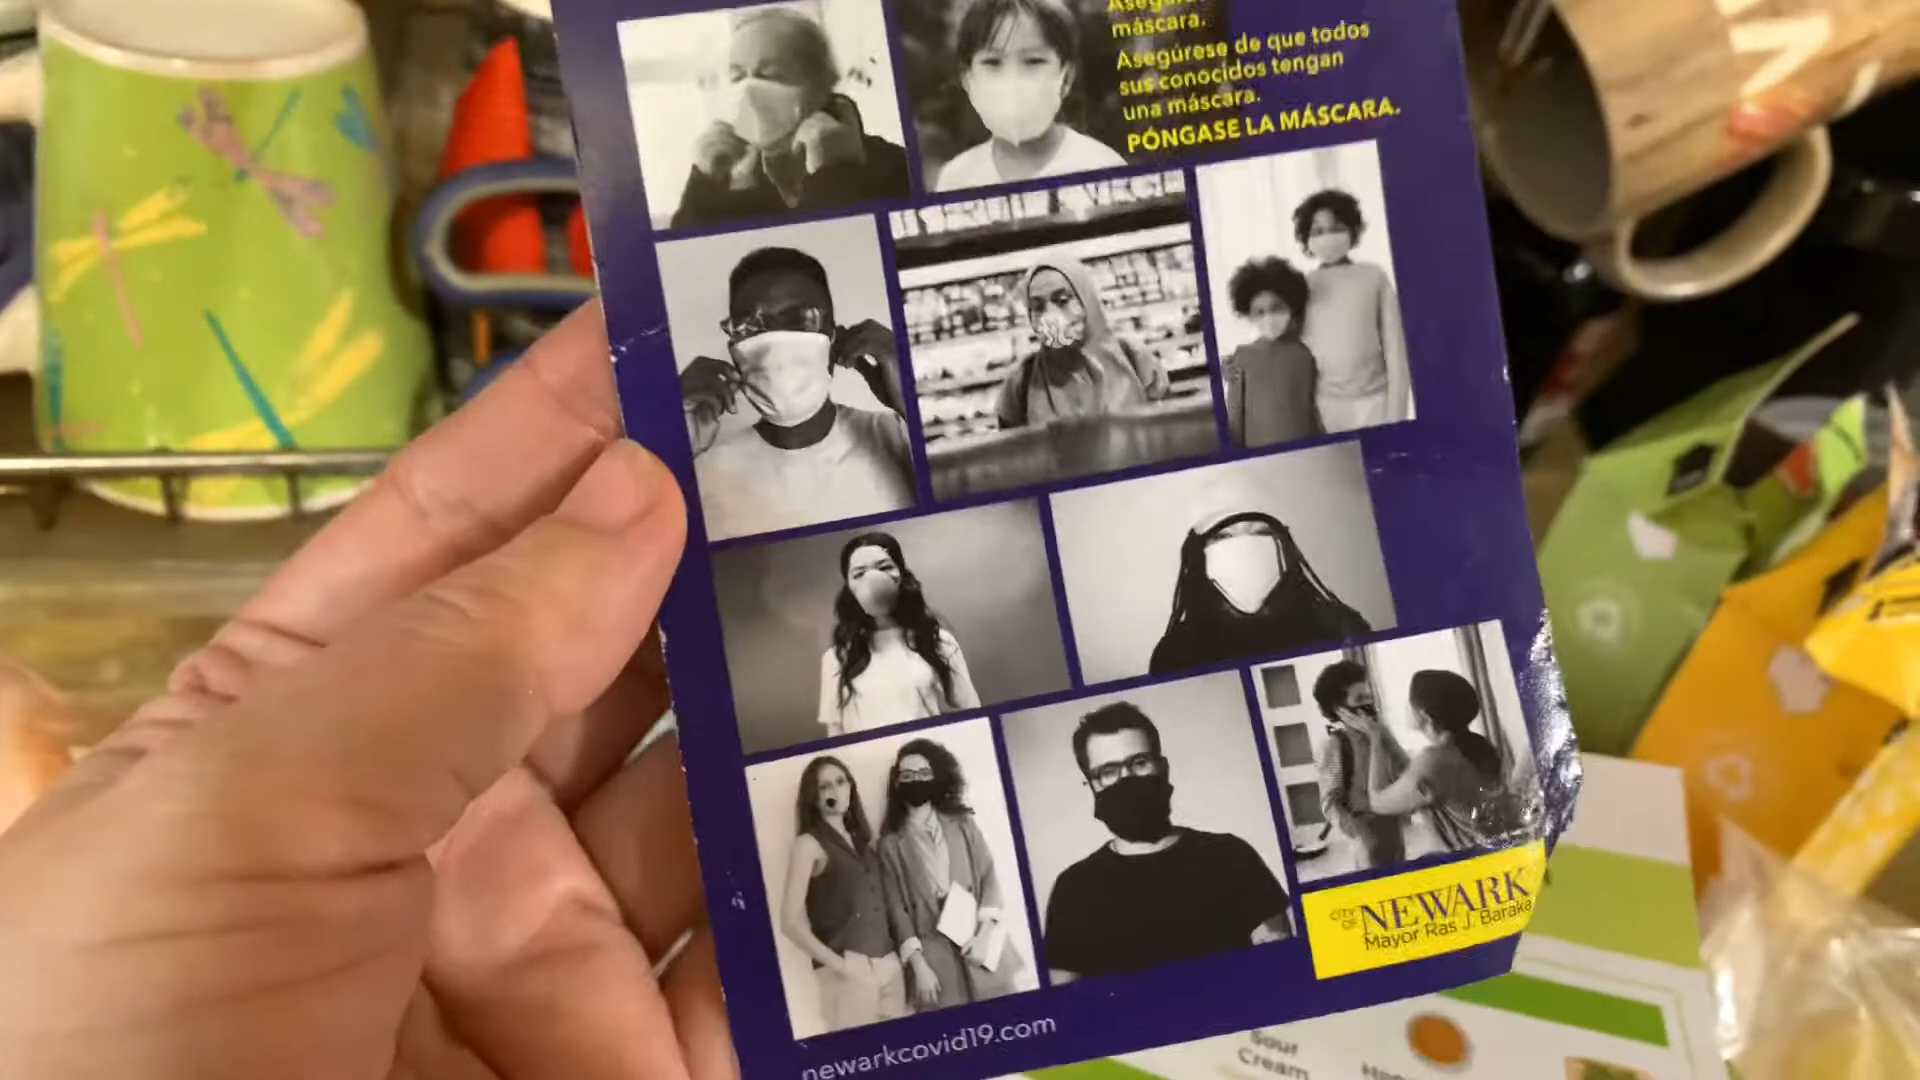 máscara.
Asegúrese de que todos
sus conocidos tengan
una máscara.
PÓNGASE LA MÁSCARA.
CITY OF NEWARK
Mayor Ras J. Baraka
newarkcovid19.com
Sour
Cream